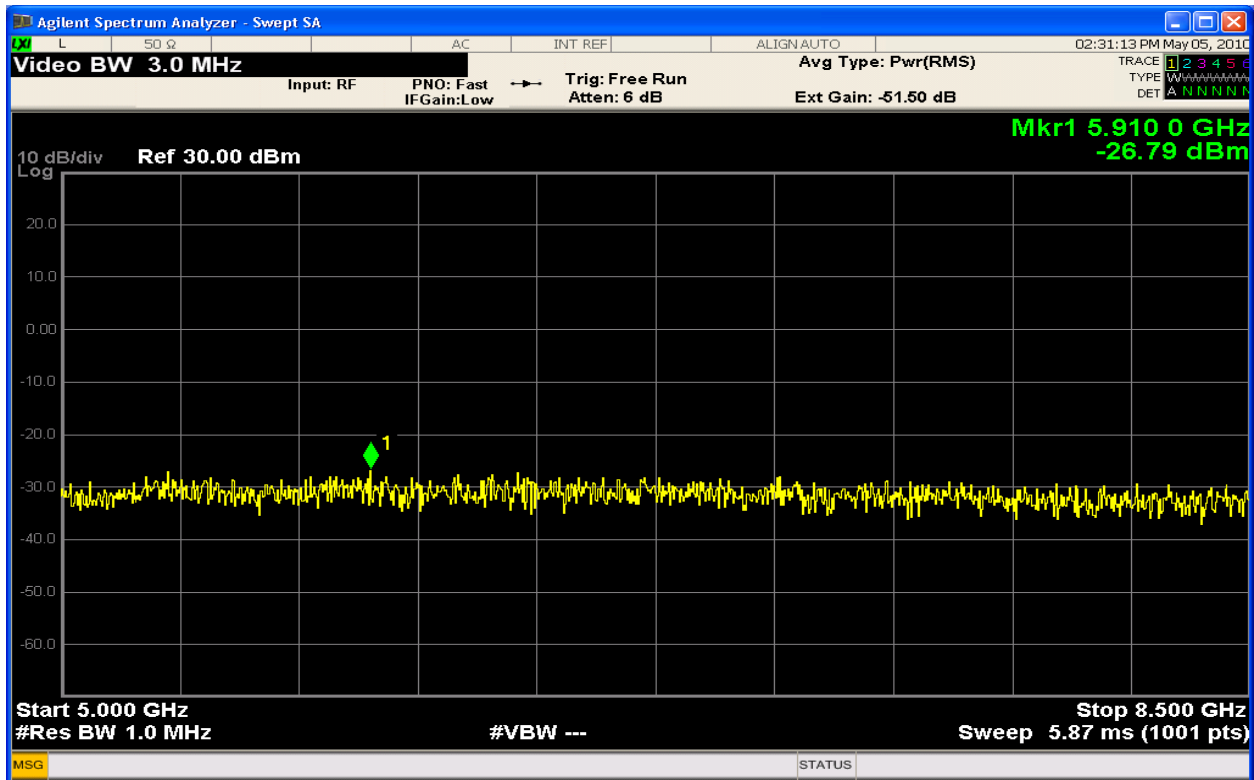 Agilent Spectrum Analyzer - Swept SA
LXI L 50 Ω AC INT REF ALIGN AUTO 02:31:13 PM May 05, 2010
Video BW 3.0 MHz
Input: RF
PNO: Fast
IFGain:Low
Trig: Free Run
Atten: 6 dB
Avg Type: Pwr(RMS)
Ext Gain: -51.50 dB
TRACE 1 2 3 4 5 6
TYPE
DET A N N N N N
Mkr1 5.910 0 GHz
-26.79 dBm
10 dB/div Ref 30.00 dBm
Log
20.0
10.0
0.00
-10.0
-20.0
1
-30.0
-40.0
-50.0
-60.0
Start 5.000 GHz Stop 8.500 GHz
#Res BW 1.0 MHz #VBW --- Sweep 5.87 ms (1001 pts)
MSG STATUS